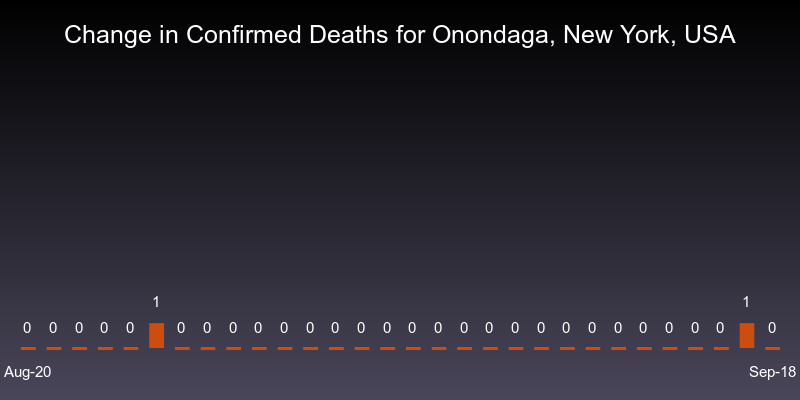 Change in Confirmed Deaths for Onondaga, New York, USA
1 1
0 0 0 0 0 0 0 0 0 0 0 0 0 0 0 0 0 0 0 0 0 0 0 0 0 0 0 0
Aug-20 Sep-18